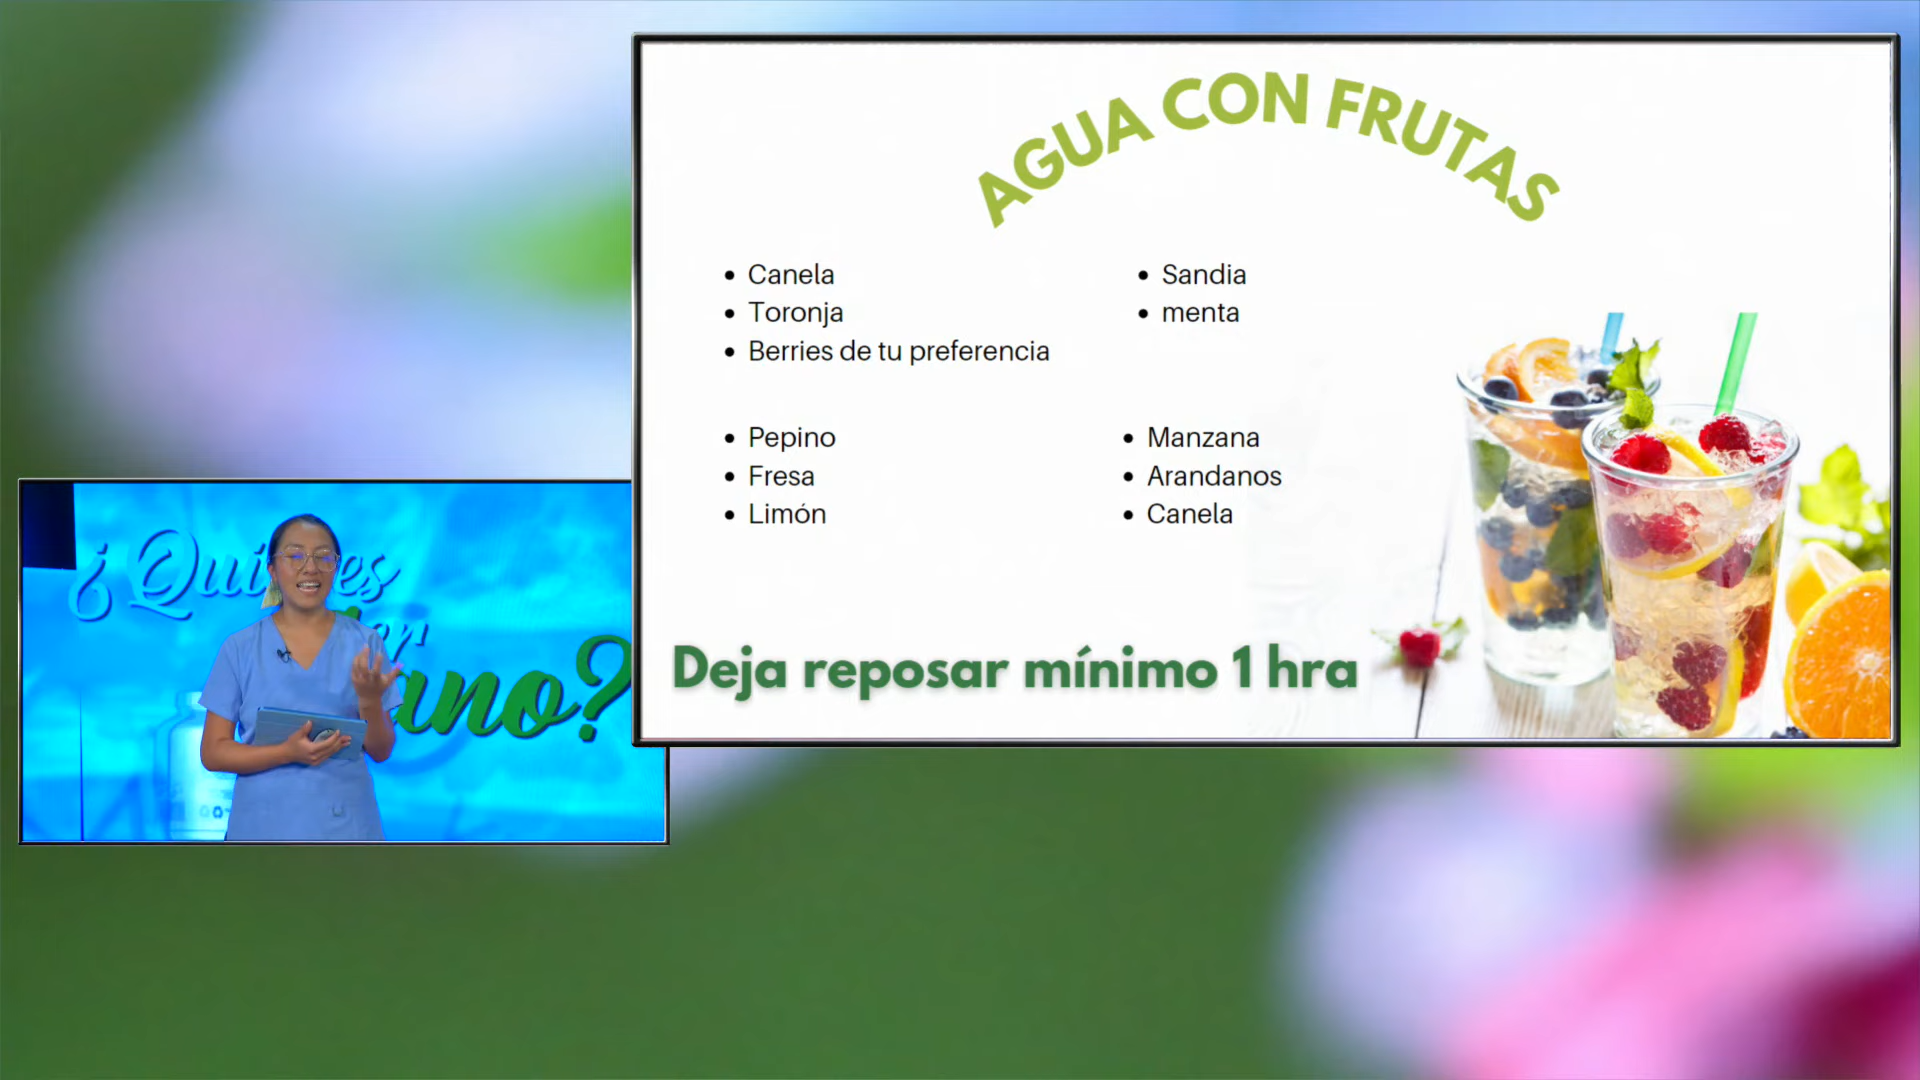 AGUA CON FRUTAS
Canela
Toronja
Berries de tu preferencia
Sandia
menta
Pepino
Fresa
Limón
Manzana
Arandanos
Canela
Deja reposar mínimo 1 hra